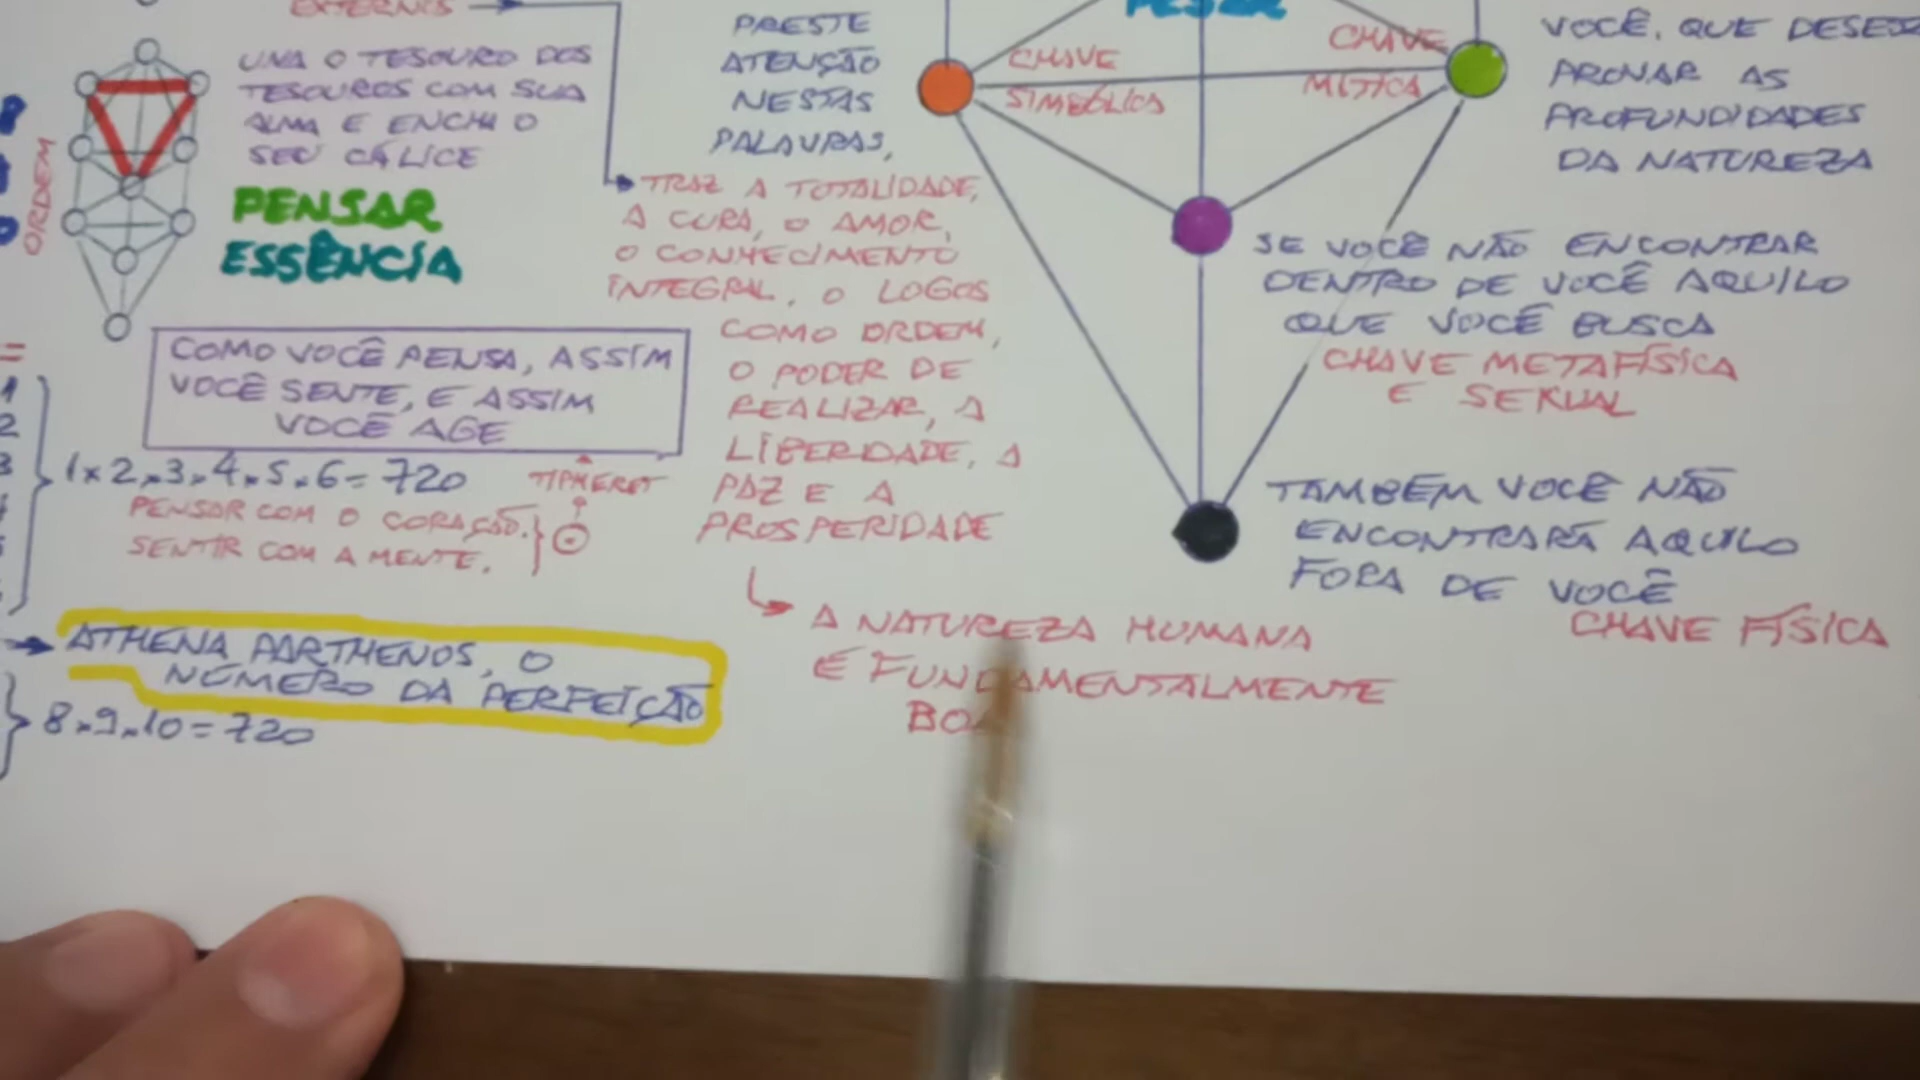 EXTERNOS
UNA O TESOURO DOS
TESOUROS COM SUA
ALMA E ENCHA O
SEU CÁLICE
ORDEM
PENSAR
ESSÊNCIA
COMO VOCÊ PENSA, ASSIM
VOCÊ SENTE, E ASSIM
VOCÊ AGE
=
1
2
3
1x2x3x4x5x6=720
TIPHERET
PENSAR COM O CORAÇÃO.
SENTIR COM A MENTE.
ATHENA PARTHENOS, O
NÚMERO DA PERFEIÇÃO
8x9x10=720
PRESTE
ATENÇÃO
NESTAS
PALAVRAS,
TRAZ A TOTALIDADE,
A CURA, O AMOR,
O CONHECIMENTO
INTEGRAL, O LOGOS
COMO ORDEM,
O PODER DE
REALIZAR, A
LIBERDADE, A
PAZ E A
PROSPERIDADE
A NATUREZA HUMANA
É FUNDAMENTALMENTE
BOA
CHAVE
SIMBÓLICA
CHAVE
MÍTICA
VOCÊ, QUE DESEJA
PROVAR AS
PROFUNDIDADES
DA NATUREZA
SE VOCÊ NÃO ENCONTRAR
DENTRO DE VOCÊ AQUILO
QUE VOCÊ BUSCA
CHAVE METAFÍSICA
E SEXUAL
TAMBÉM VOCÊ NÃO
ENCONTRARÁ AQUILO
FORA DE VOCÊ
CHAVE FÍSICA